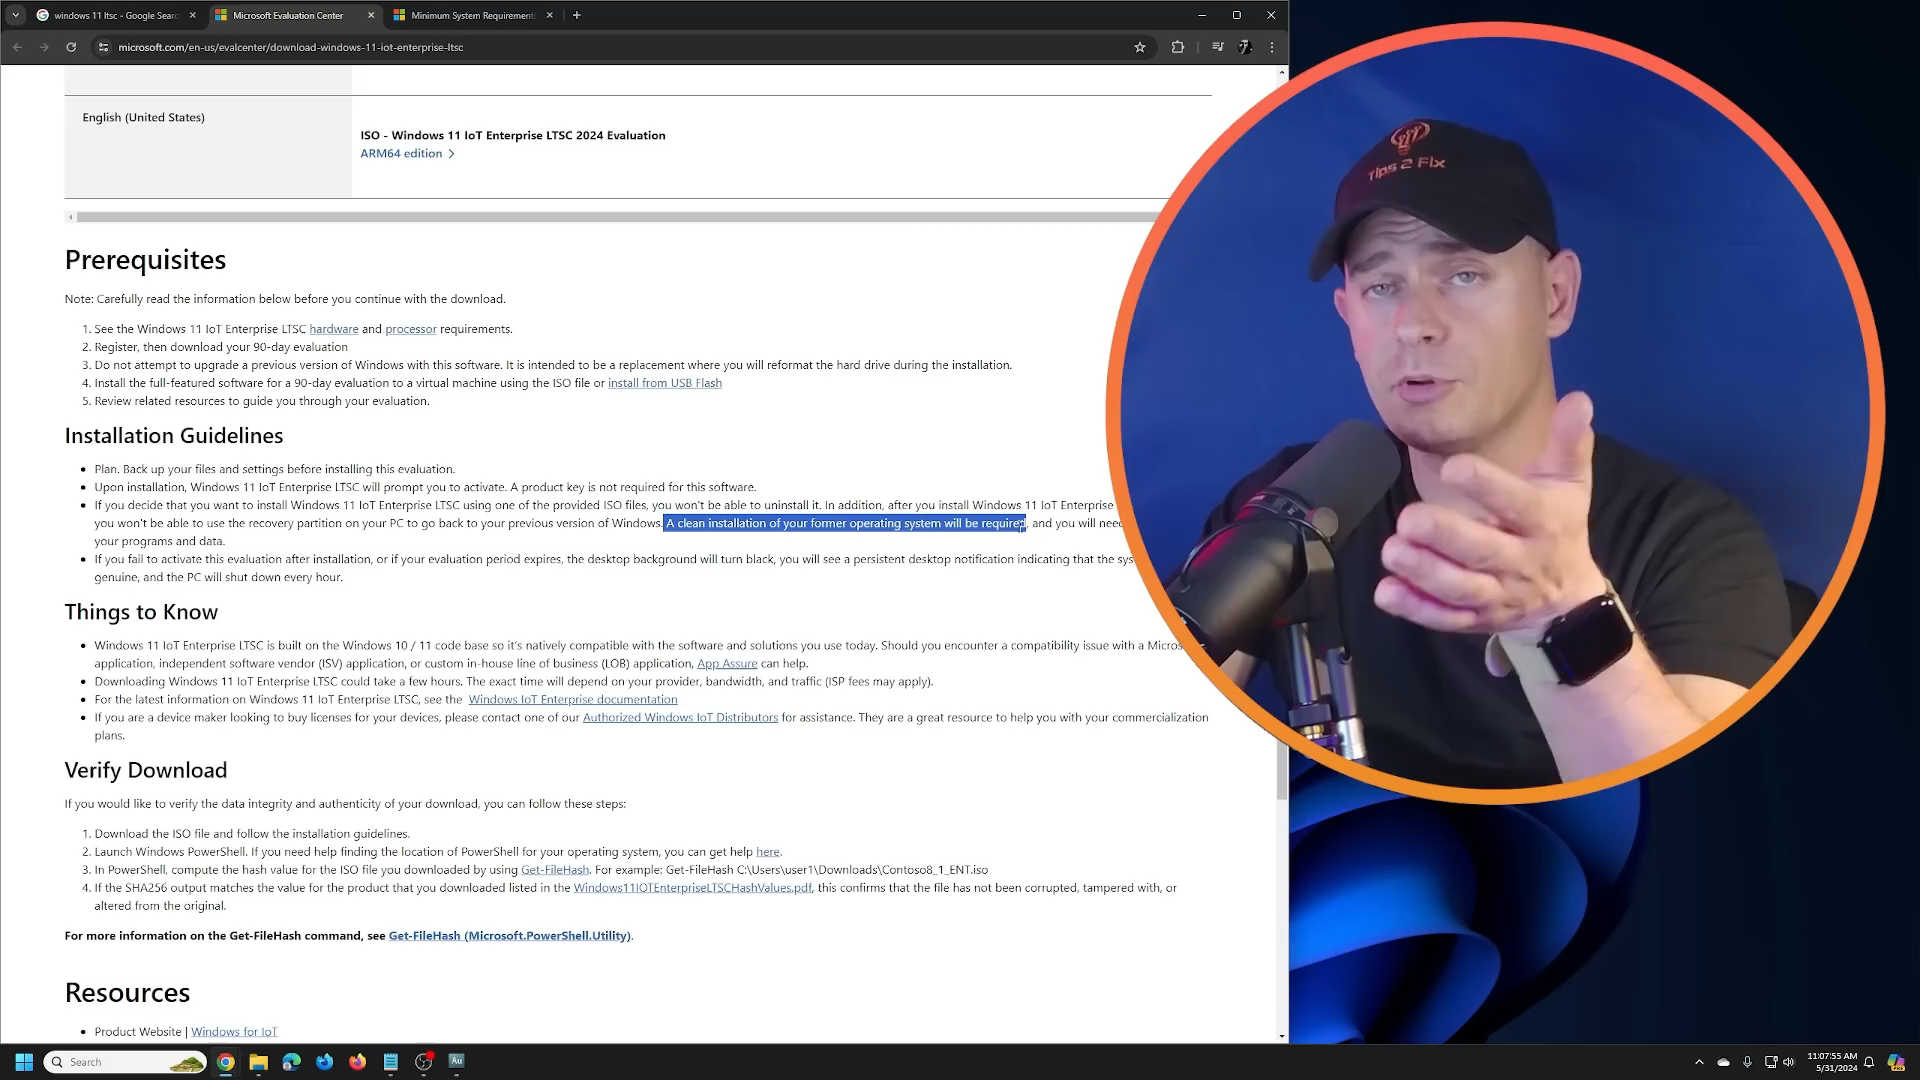 windows 11 ltsc - Google Sear
Microsoft Evaluation Center
Minimum System Requirements
microsoft.com/en-us/evalcenter/download-windows-11-iot-enterprise-ltsc
English (United States)
ISO - Windows 11 IoT Enterprise LTSC 2024 Evaluation
ARM64 edition
Tips 2 Fix
Prerequisites
Note: Carefully read the information below before you continue with the download.
1. See the Windows 11 IoT Enterprise LTSC hardware and processor requirements.
2. Register, then download your 90-day evaluation
3. Do not attempt to upgrade a previous version of Windows with this software. It is intended to be a replacement where you will reformat the hard drive during the installation.
4. Install the full-featured software for a 90-day evaluation to a virtual machine using the ISO file or install from USB Flash
5. Review related resources to guide you through your evaluation.
Installation Guidelines
Plan. Back up your files and settings before installing this evaluation.
Upon installation, Windows 11 IoT Enterprise LTSC will prompt you to activate. A product key is not required for this software.
If you decide that you want to install Windows 11 IoT Enterprise LTSC using one of the provided ISO files, you won't be able to uninstall it. In addition, after you install Windows 11 IoT Enterprise
you won't be able to use the recovery partition on your PC to go back to your previous version of Windows. A clean installation of your former operating system will be required, and you will need
your programs and data.
If you fail to activate this evaluation after installation, or if your evaluation period expires, the desktop background will turn black, you will see a persistent desktop notification indicating that the sys
genuine, and the PC will shut down every hour.
Things to Know
Windows 11 IoT Enterprise LTSC is built on the Windows 10 / 11 code base so it's natively compatible with the software and solutions you use today. Should you encounter a compatibility issue with a Micros
application, independent software vendor (ISV) application, or custom in-house line of business (LOB) application, App Assure can help.
Downloading Windows 11 IoT Enterprise LTSC could take a few hours. The exact time will depend on your provider, bandwidth, and traffic (ISP fees may apply).
For the latest information on Windows 11 IoT Enterprise LTSC, see the Windows IoT Enterprise documentation
If you are a device maker looking to buy licenses for your devices, please contact one of our Authorized Windows IoT Distributors for assistance. They are a great resource to help you with your commercialization
plans.
Verify Download
If you would like to verify the data integrity and authenticity of your download, you can follow these steps:
1. Download the ISO file and follow the installation guidelines.
2. Launch Windows PowerShell. If you need help finding the location of PowerShell for your operating system, you can get help here.
3. In PowerShell, compute the hash value for the ISO file you downloaded by using Get-FileHash. For example: Get-FileHash C:\Users\user1\Downloads\Contoso8_1_ENT.iso
4. If the SHA256 output matches the value for the product that you downloaded listed in the Windows11IOTEnterpriseLTSCHashValues.pdf, this confirms that the file has not been corrupted, tampered with, or
altered from the original.
For more information on the Get-FileHash command, see Get-FileHash (Microsoft.PowerShell.Utility).
Resources
Product Website | Windows for IoT
Search
Au
11:07:55 AM
5/31/2024